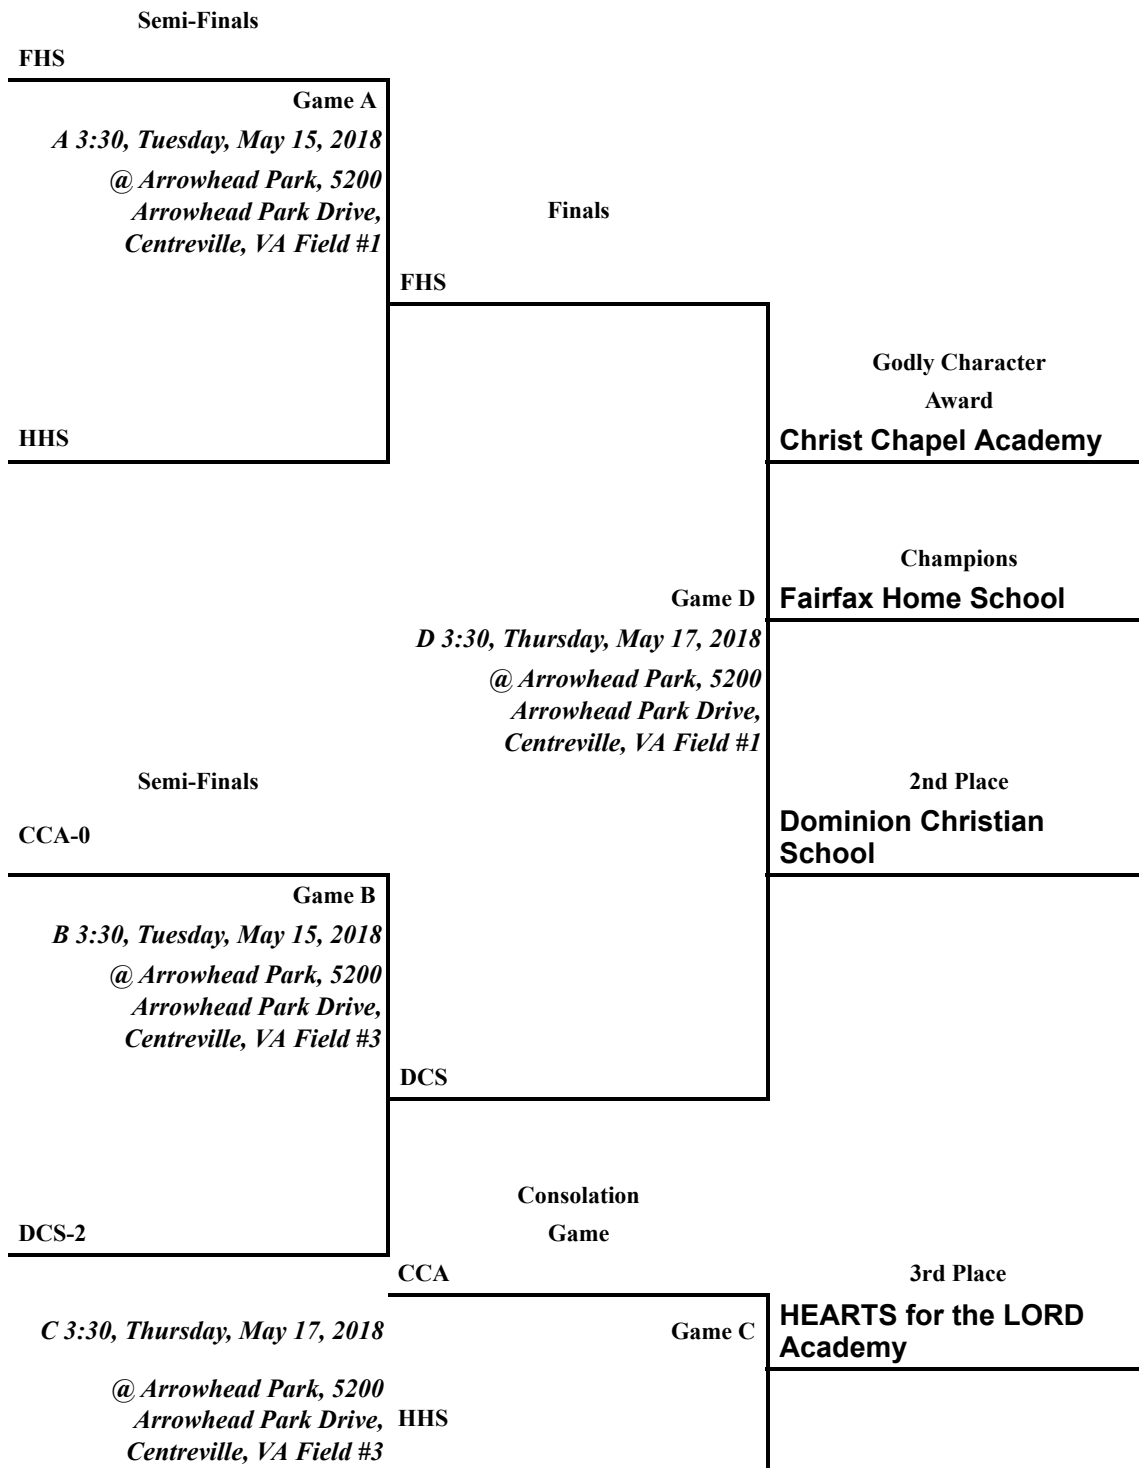 Semi-Finals
FHS
Game A
A 3:30, Tuesday, May 15, 2018
@ Arrowhead Park, 5200
Arrowhead Park Drive,
Centreville, VA Field #1
Finals
FHS
Godly Character
Award
HHS
Christ Chapel Academy
Champions
Game D
Fairfax Home School
D 3:30, Thursday, May 17, 2018
@ Arrowhead Park, 5200
Arrowhead Park Drive,
Centreville, VA Field #1
Semi-Finals
2nd Place
CCA-0
Dominion Christian
School
Game B
B 3:30, Tuesday, May 15, 2018
@ Arrowhead Park, 5200
Arrowhead Park Drive,
Centreville, VA Field #3
DCS
Consolation
Game
DCS-2
CCA
3rd Place
C 3:30, Thursday, May 17, 2018
Game C
HEARTS for the LORD
Academy
@ Arrowhead Park, 5200
Arrowhead Park Drive,
Centreville, VA Field #3
HHS